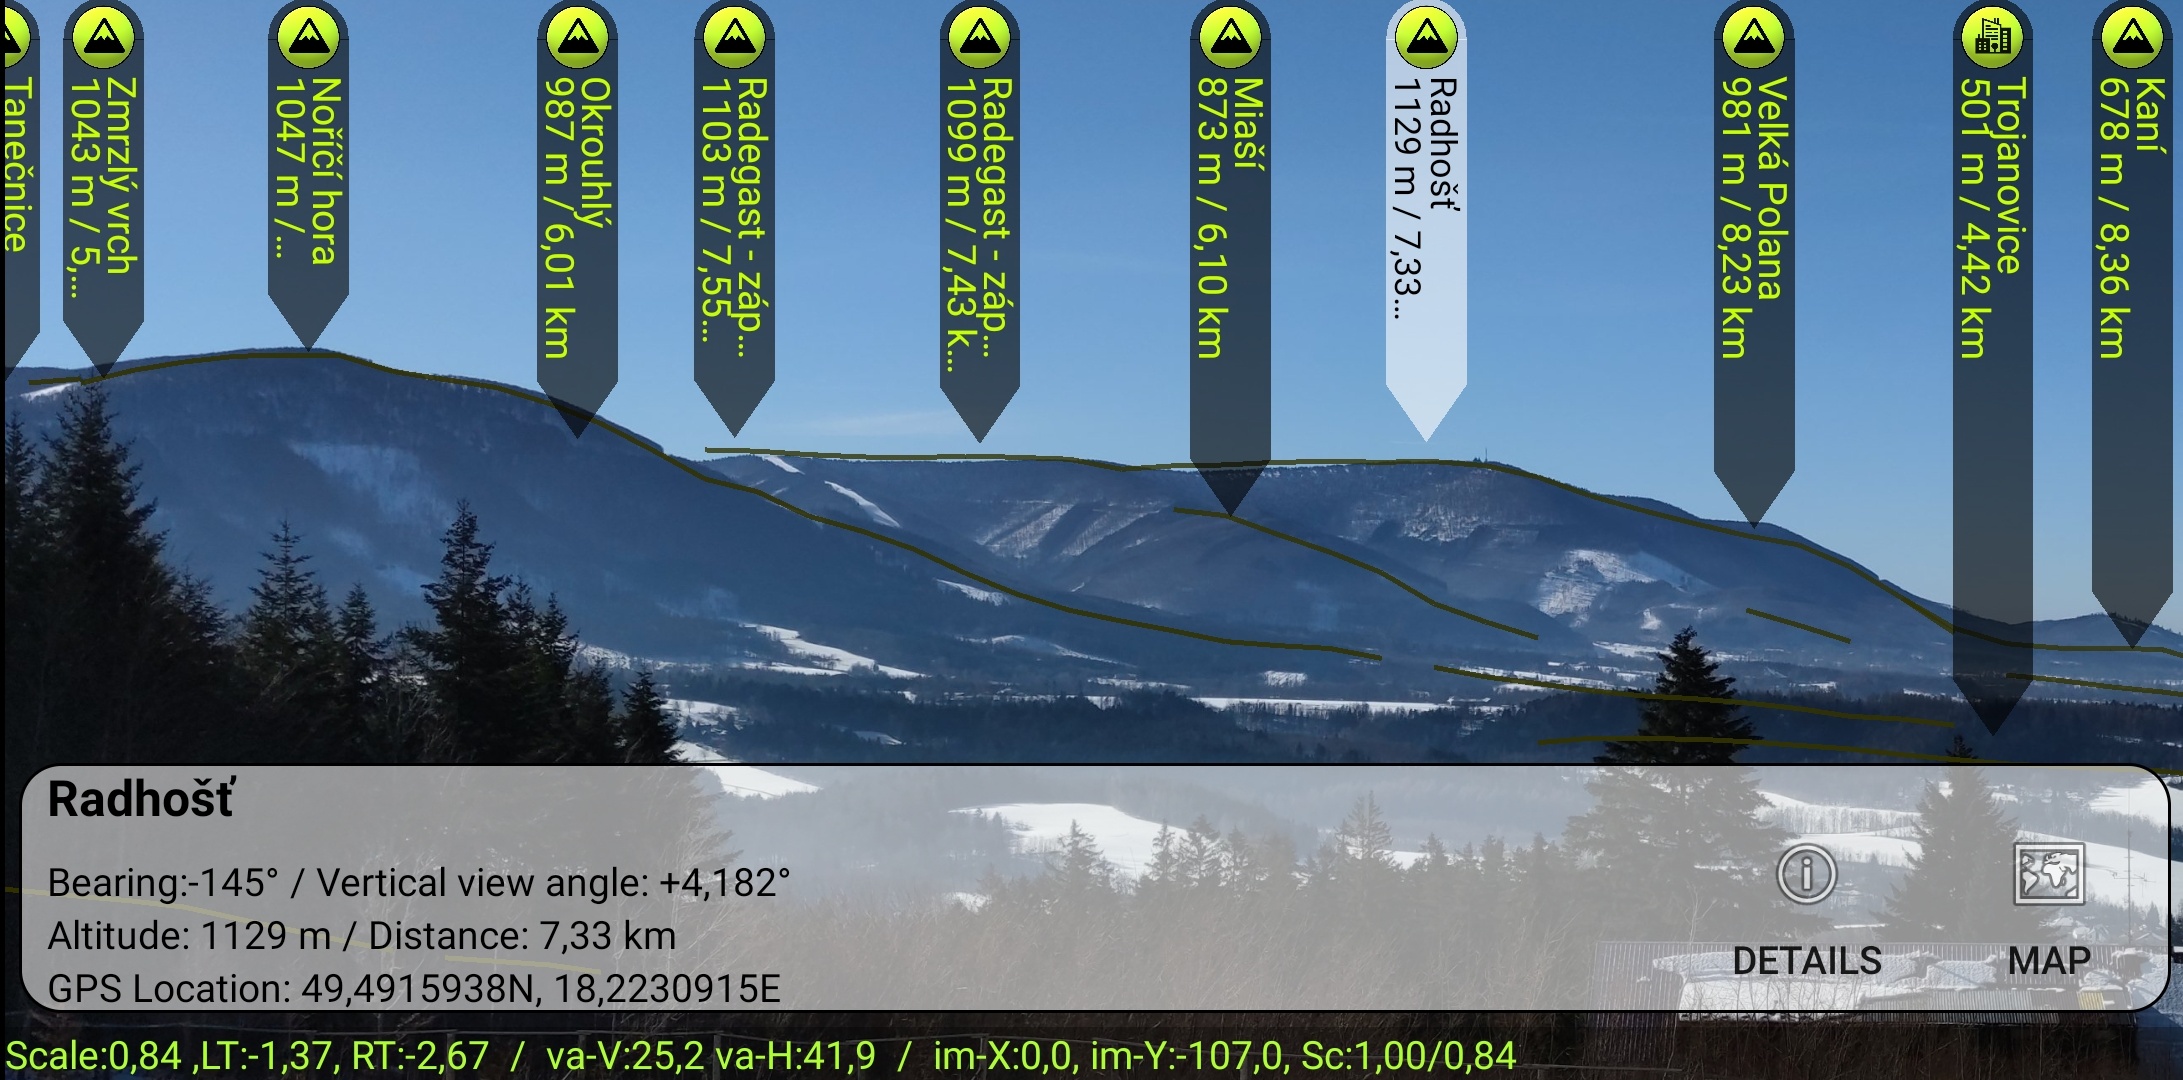 Tanečnice
Zmrzlý vrch
1043 m / 5,...
Noříčí hora
1047 m / ...
Okrouhlý
987 m / 6,01 km
Radegast - záp...
1103 m / 7,55...
Radegast - záp...
1099 m / 7,43 k...
Miaší
873 m / 6,10 km
Radhošť
1129 m / 7,33...
Velká Polana
981 m / 8,23 km
Trojanovice
501 m / 4,42 km
Kaní
678 m / 8,36 km
Radhošť
Bearing:-145° / Vertical view angle: +4,182°
Altitude: 1129 m / Distance: 7,33 km
GPS Location: 49,4915938N, 18,2230915E
DETAILS
MAP
Scale:0,84 ,LT:-1,37, RT:-2,67 / va-V:25,2 va-H:41,9 / im-X:0,0, im-Y:-107,0, Sc:1,00/0,84